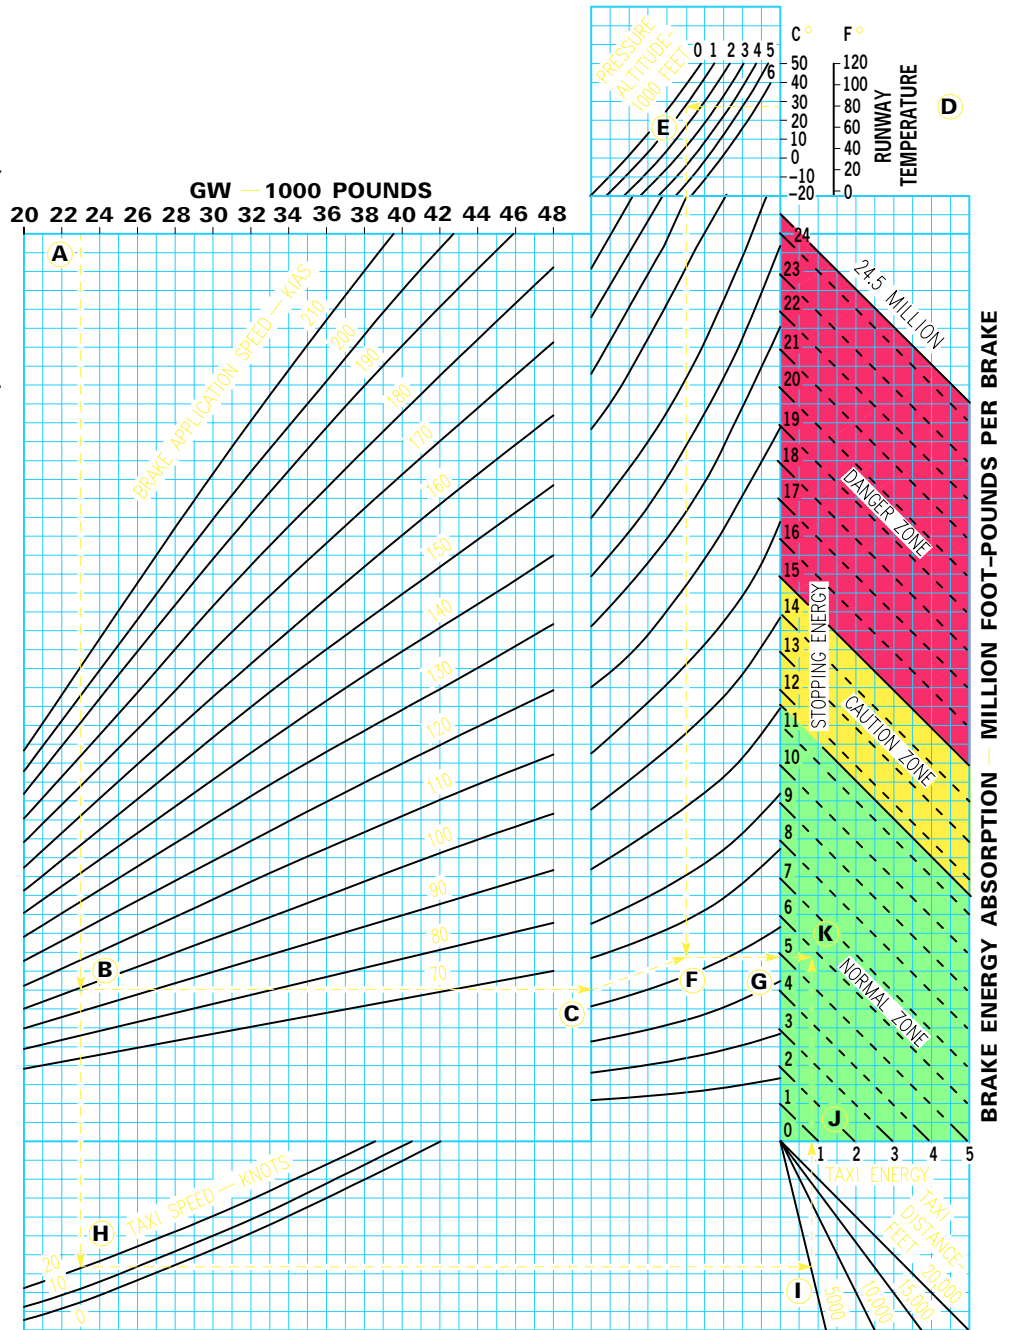 PRESSURE
ALTITUDE–
1000 FEET
0 1 2 3 4 5
6
C° F°
50
40
30
20
10
0
–10
–20
120
100
80
60
40
20
0
RUNWAY
TEMPERATURE
D
E
GW — 1000 POUNDS
20 22 24 26 28 30 32 34 36 38 40 42 44 46 48
A
BRAKE APPLICATION SPEED — KIAS
210
200
190
180
170
160
150
140
130
120
110
100
90
80
70
B
C
F
G
K
J
24
23
22
21
20
19
18
17
16
15
14
13
12
11
10
9
8
7
6
5
4
3
2
1
0
24.5 MILLION
DANGER ZONE
STOPPING ENERGY
CAUTION ZONE
NORMAL ZONE
BRAKE ENERGY ABSORPTION — MILLION FOOT–POUNDS PER BRAKE
1 2 3 4 5
TAXI ENERGY
TAXI SPEED — KNOTS
H
20
10
0
I
TAXI
DISTANCE–
FEET
5000
10,000
15,000
20,000